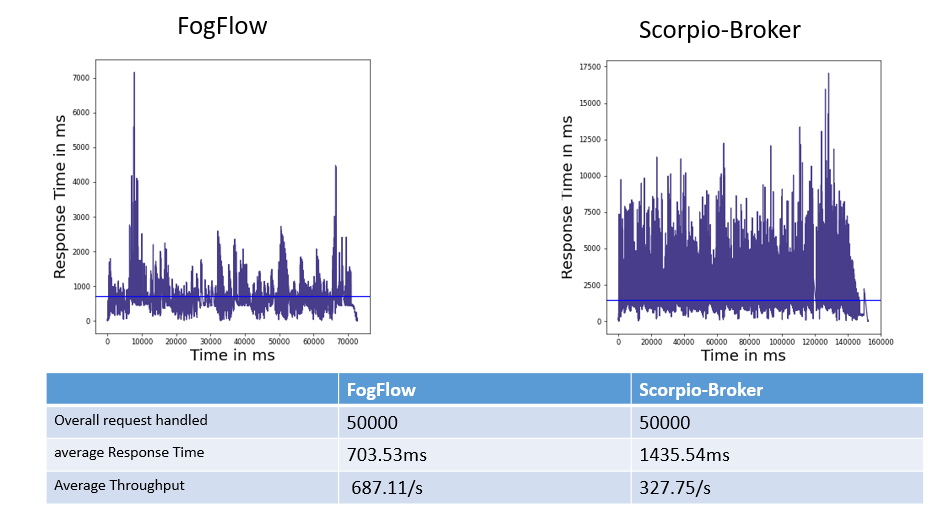 FogFlow
Scorpio-Broker
Response Time in ms
7000
6000
5000
4000
3000
2000
1000
0
0 10000 20000 30000 40000 50000 60000 70000
Time in ms
Response Time in ms
17500
15000
12500
10000
7500
5000
2500
0
0 20000 40000 60000 80000 100000 120000 140000 160000
Time in ms
FogFlow Scorpio-Broker
Overall request handled 50000 50000
average Response Time 703.53ms 1435.54ms
Average Throughput 687.11/s 327.75/s